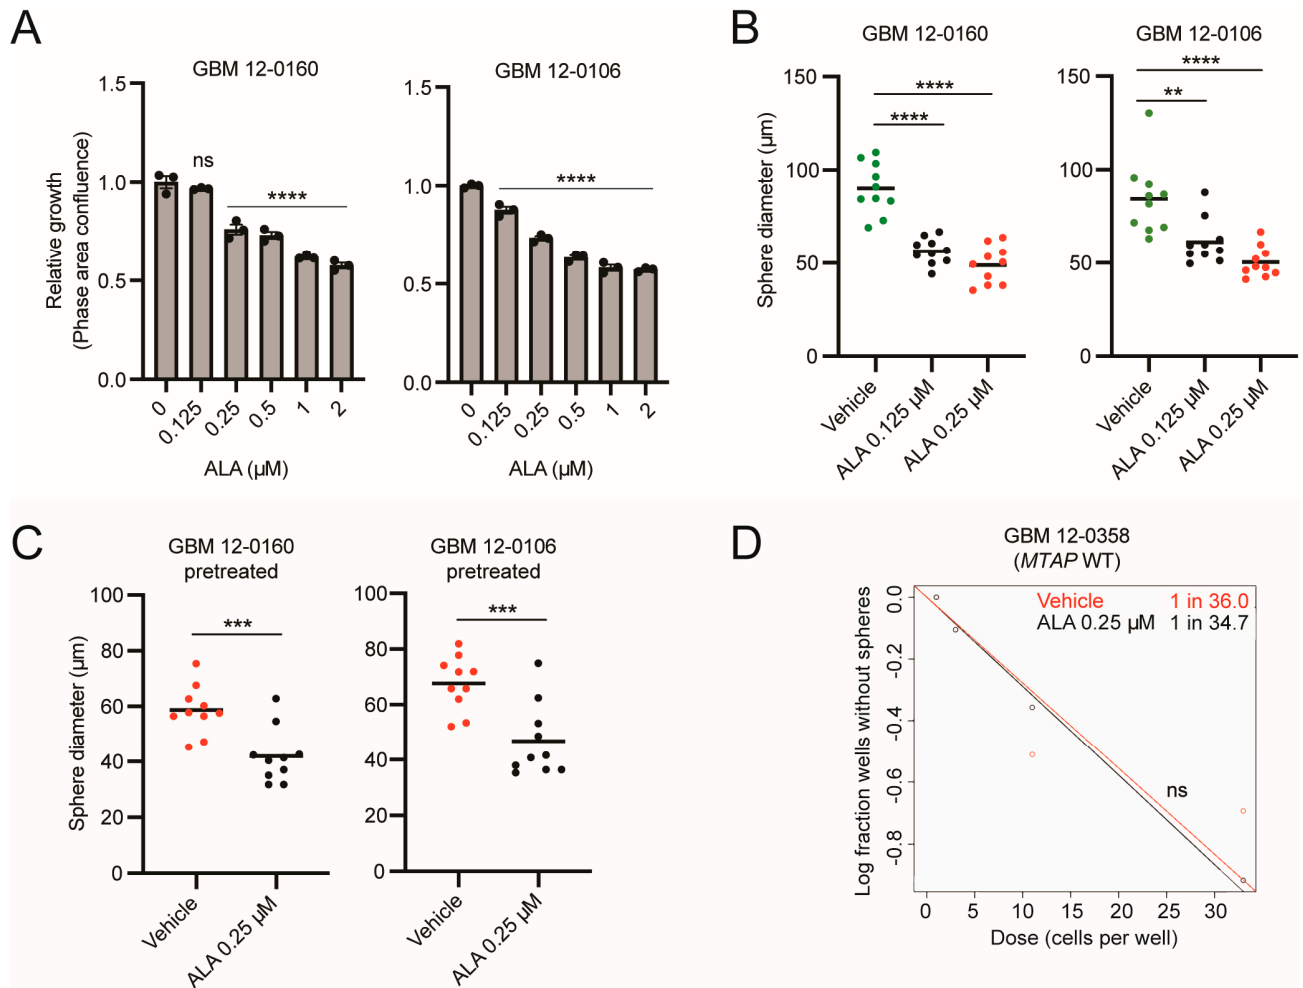 A
GBM 12-0160
GBM 12-0106
Relative growth
(Phase area confluence)
1.5
1.0
0.5
0.0
ns
****
0
0.125
0.25
0.5
1
2
ALA (µM)
1.5
1.0
0.5
0.0
****
0
0.125
0.25
0.5
1
2
ALA (µM)
B
GBM 12-0160
GBM 12-0106
Sphere diameter (µm)
150
100
50
0
****
****
Vehicle
ALA 0.125 µM
ALA 0.25 µM
150
100
50
0
****
**
Vehicle
ALA 0.125 µM
ALA 0.25 µM
C
GBM 12-0160
pretreated
GBM 12-0106
pretreated
Sphere diameter (µm)
100
80
60
40
20
0
***
Vehicle
ALA 0.25 µM
100
80
60
40
20
0
***
Vehicle
ALA 0.25 µM
D
GBM 12-0358
(MTAP WT)
Vehicle 1 in 36.0
ALA 0.25 µM 1 in 34.7
Log fraction wells without spheres
0.0
-0.2
-0.4
-0.6
-0.8
ns
0 5 10 15 20 25 30
Dose (cells per well)